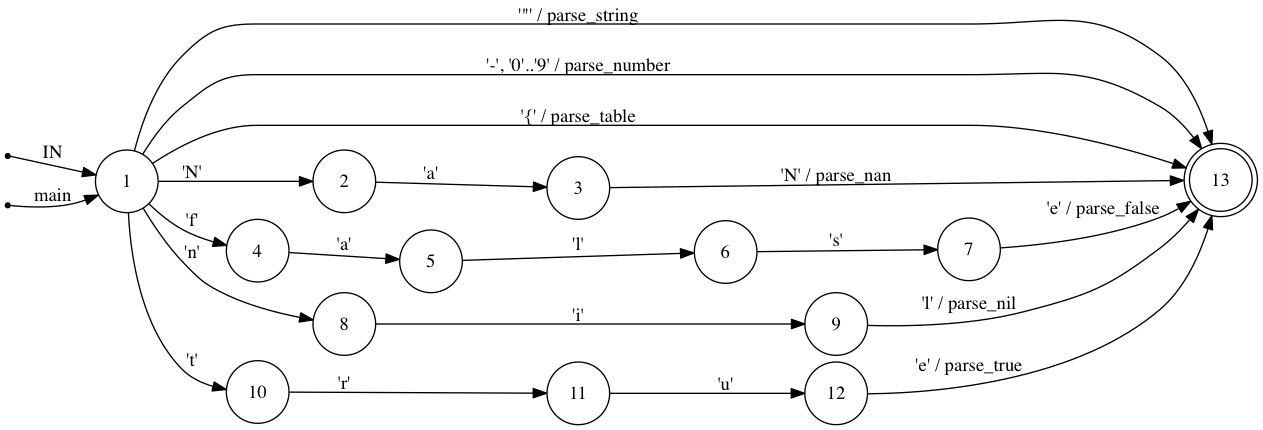 '"' / parse_string
'-', '0'..'9' / parse_number
'{' / parse_table
IN
main
1
'N'
2
'a'
3
'N' / parse_nan
13
'f'
4
'a'
5
'l'
6
's'
7
'e' / parse_false
'n'
8
'i'
9
'l' / parse_nil
't'
10
'r'
11
'u'
12
'e' / parse_true